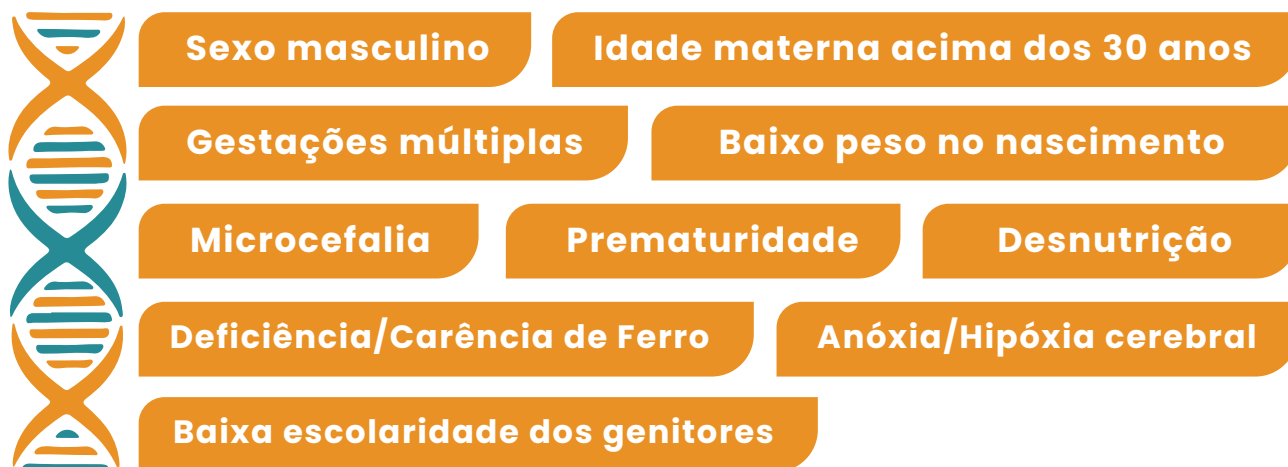 Sexo masculino
Idade materna acima dos 30 anos
Gestações múltiplas
Baixo peso no nascimento
Microcefalia
Prematuridade
Desnutrição
Deficiência/Carência de Ferro
Anóxia/Hipóxia cerebral
Baixa escolaridade dos genitores